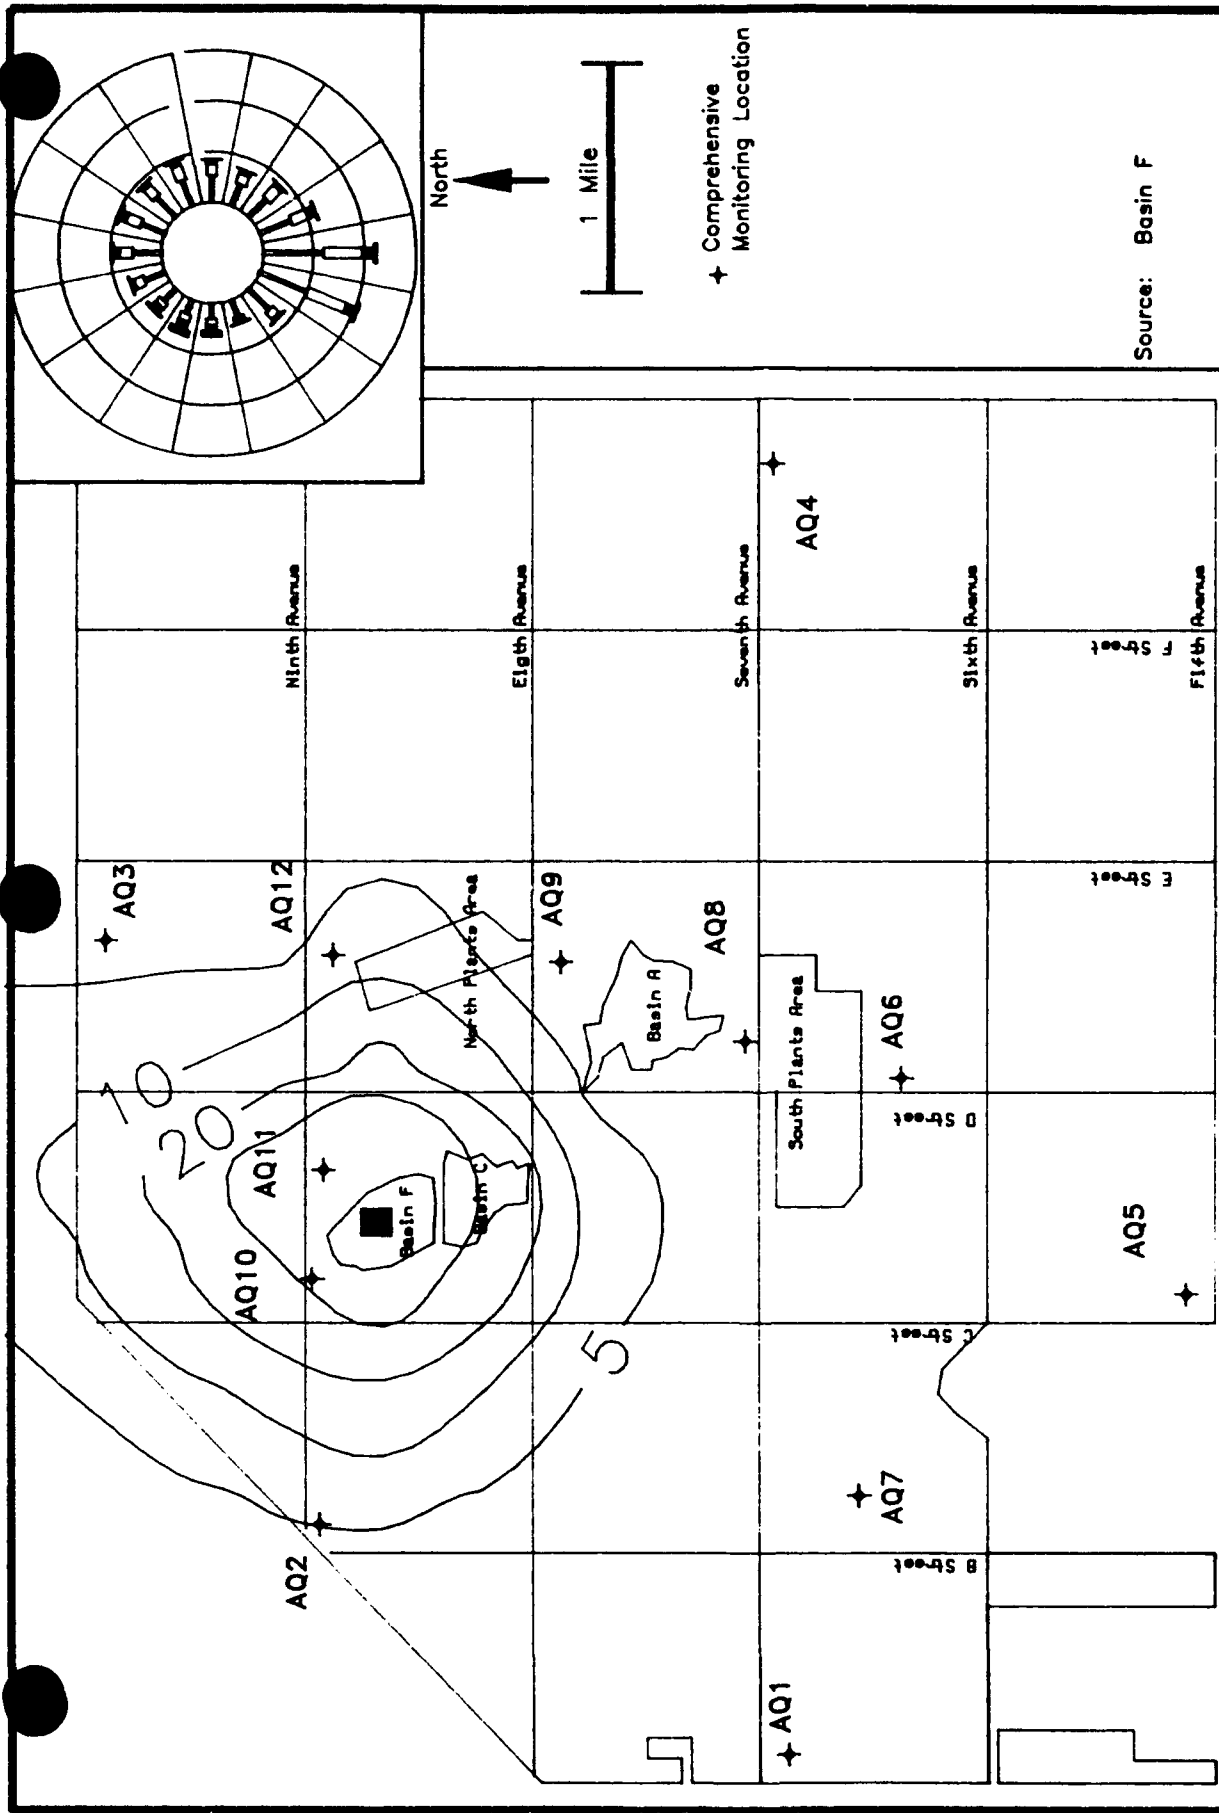 North
1 Mile
Comprehensive
Monitoring Location
Source: Basin F
AQ3
AQ12
Ninth Avenue
Eigth Avenue
AQ9
North Plants Area
10
20
AQ11
Basin F
Basin C
AQ10
5
AQ2
Basin A
AQ8
Seventh Avenue
AQ4
South Plants Area
AQ6
Sixth Avenue
F Street
E Street
D Street
C Street
B Street
Fifth Avenue
AQ5
AQ7
AQ1